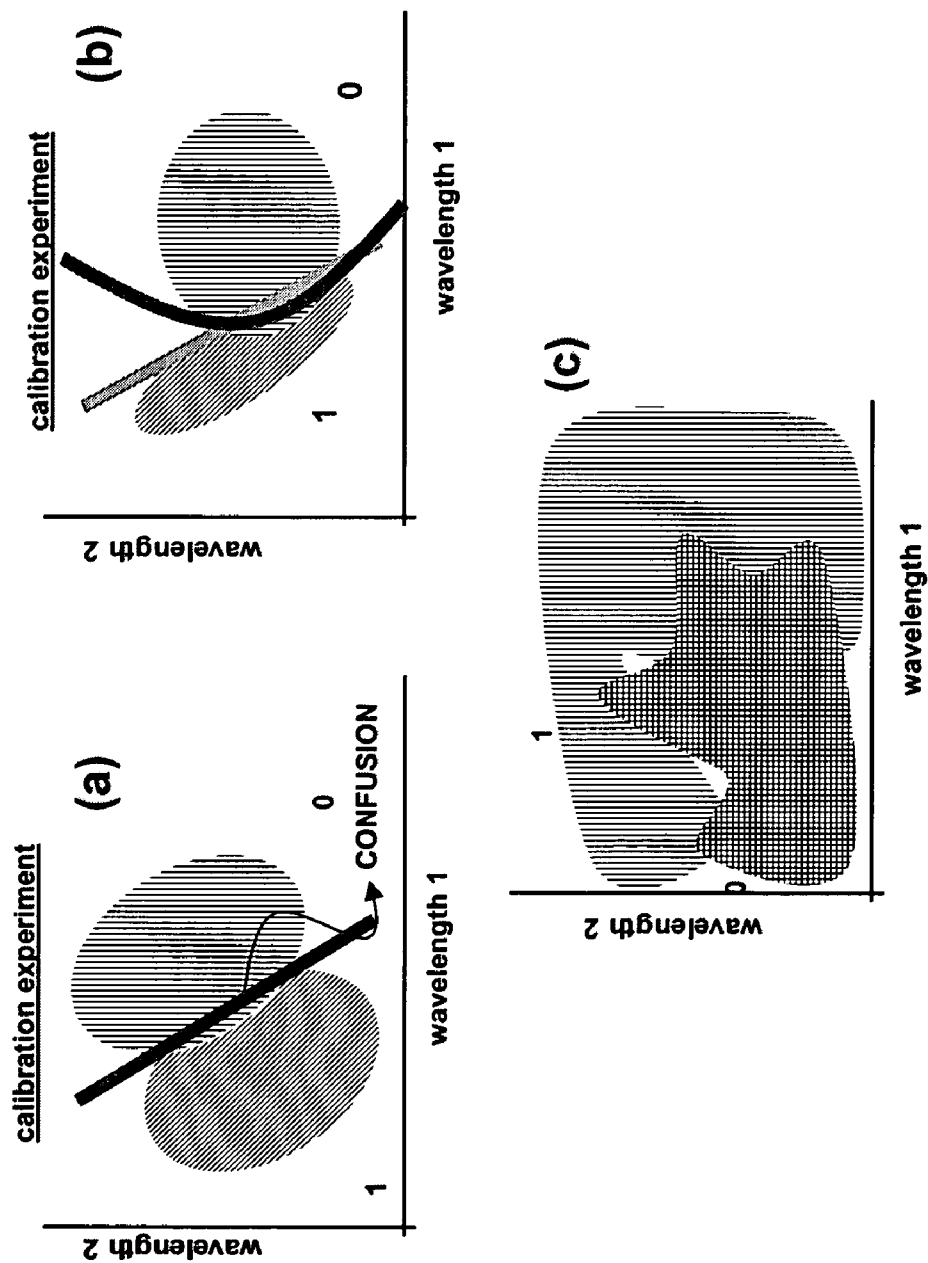 calibration experiment
(a)
wavelength 2
1
0
CONFUSION
wavelength 1
calibration experiment
(b)
wavelength 2
1
0
wavelength 1
(c)
wavelength 2
1
0
wavelength 1